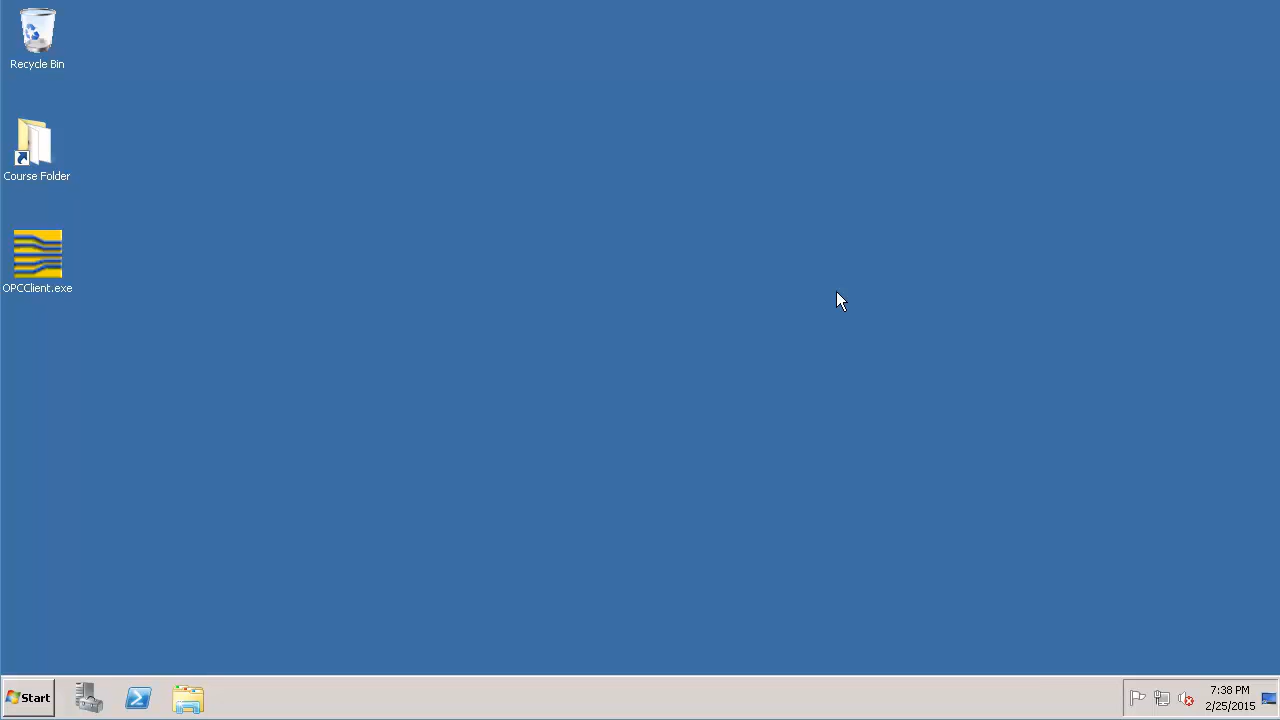 Recycle Bin
Course Folder
OPCClient.exe
Start
7:38 PM
2/25/2015